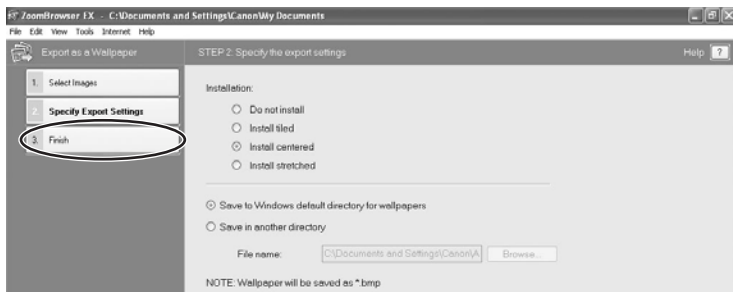 ZoomBrowser EX - C:\Documents and Settings\Canon\My Documents
File Edit View Tools Internet Help
Export as a Wallpaper
STEP 2: Specify the export settings
Help ?
1. Select Images
2. Specify Export Settings
3. Finish
Installation:
Do not install
Install tiled
Install centered
Install stretched
Save to Windows default directory for wallpapers
Save in another directory
File name: C:\Documents and Settings\Canon\A Browse...
NOTE: Wallpaper will be saved as *.bmp